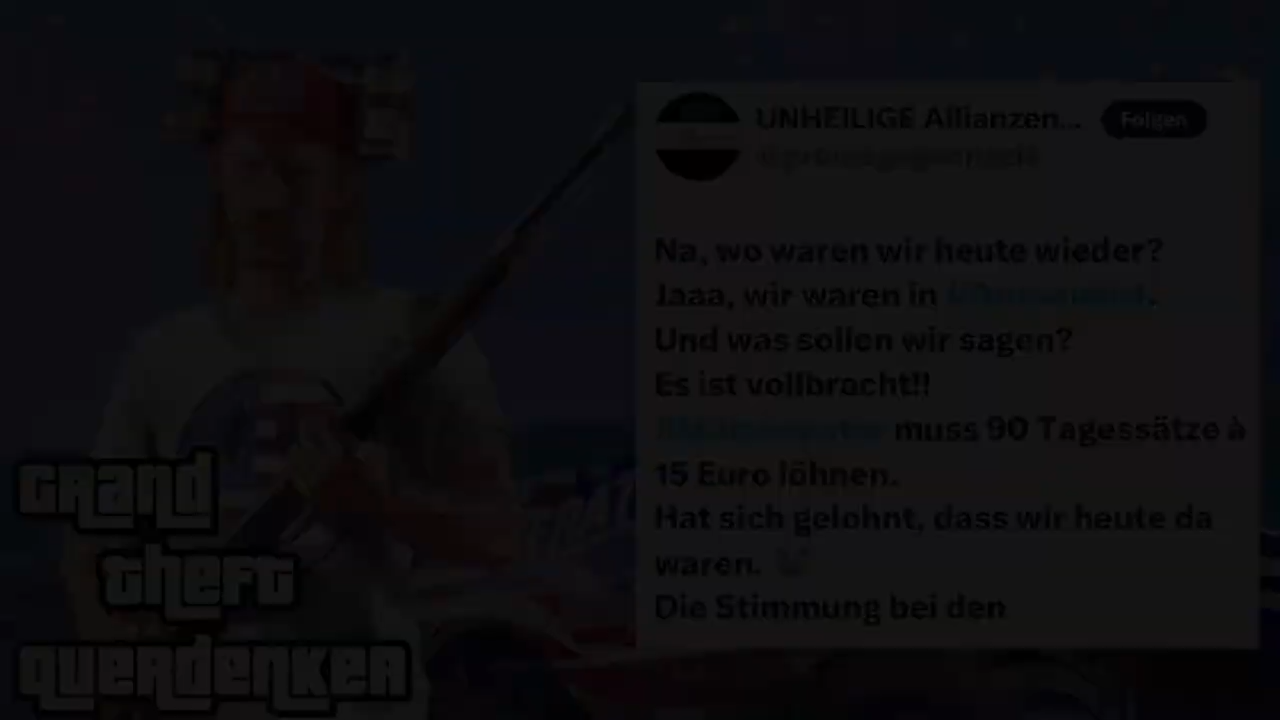 UNHEILIGE Allianzen...
Folgen
Na, wo waren wir heute wieder?
Jaaa, wir waren in
Und was sollen wir sagen?
Es ist vollbracht!!
muss 90 Tagessätze à
15 Euro löhnen.
Hat sich gelohnt, dass wir heute da
waren.
Die Stimmung bei den
GRAND
THEFT
QUERDENKER